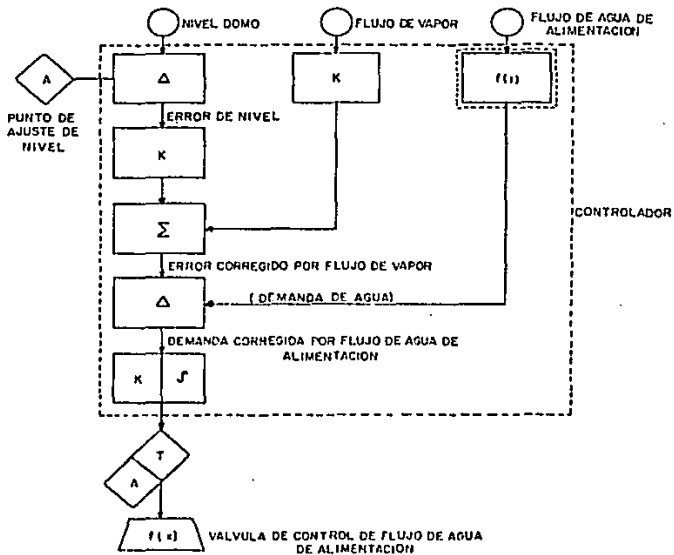 NIVEL DOMO
FLUJO DE VAPOR
FLUJO DE AGUA DE
ALIMENTACION
A
Δ
K
f(1)
PUNTO DE
AJUSTE DE
NIVEL
ERROR DE NIVEL
K
Σ
CONTROLADOR
ERROR CORREGIDO POR FLUJO DE VAPOR
Δ
(DEMANDA DE AGUA)
DEMANDA CORREGIDA POR FLUJO DE AGUA DE
ALIMENTACION
K ∫
T
A
f(x)
VALVULA DE CONTROL DE FLUJO DE AGUA
DE ALIMENTACION